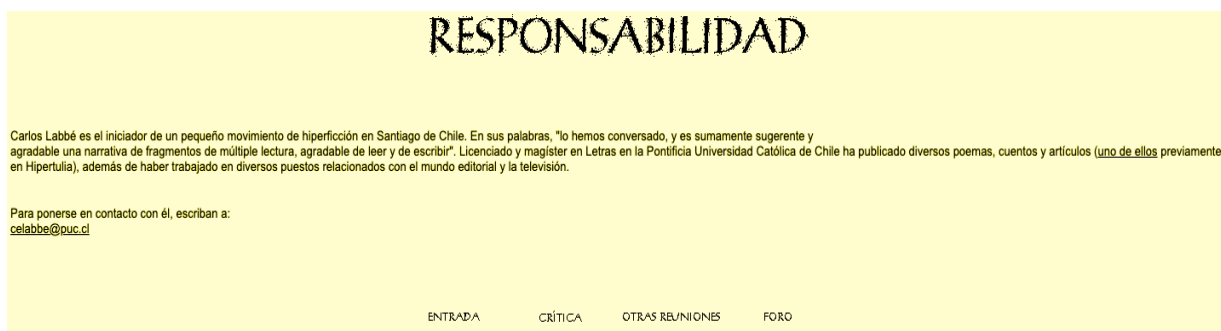 RESPONSABILIDAD
Carlos Labbé es el iniciador de un pequeño movimiento de hiperficción en Santiago de Chile. En sus palabras, "lo hemos conversado, y es sumamente sugerente y
agradable una narrativa de fragmentos de múltiple lectura, agradable de leer y de escribir". Licenciado y magíster en Letras en la Pontificia Universidad Católica de Chile ha publicado diversos poemas, cuentos y artículos (uno de ellos previamente
en Hipertulia), además de haber trabajado en diversos puestos relacionados con el mundo editorial y la televisión.
Para ponerse en contacto con él, escriban a:
celabbe@puc.cl
ENTRADA CRÍTICA OTRAS REUNIONES FORO